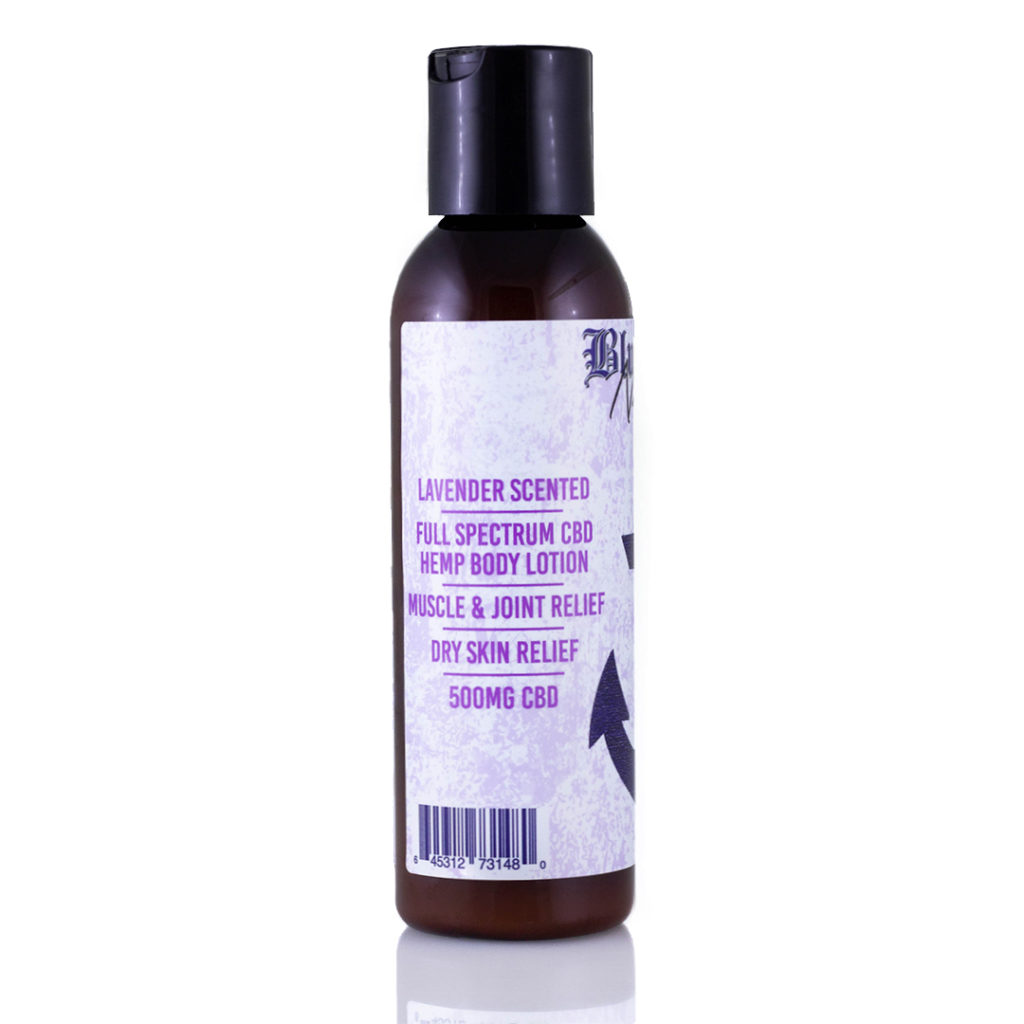 LAVENDER SCENTED
FULL SPECTRUM CBD
HEMP BODY LOTION
MUSCLE & JOINT RELIEF
DRY SKIN RELIEF
500MG CBD
6 45312 73148 0